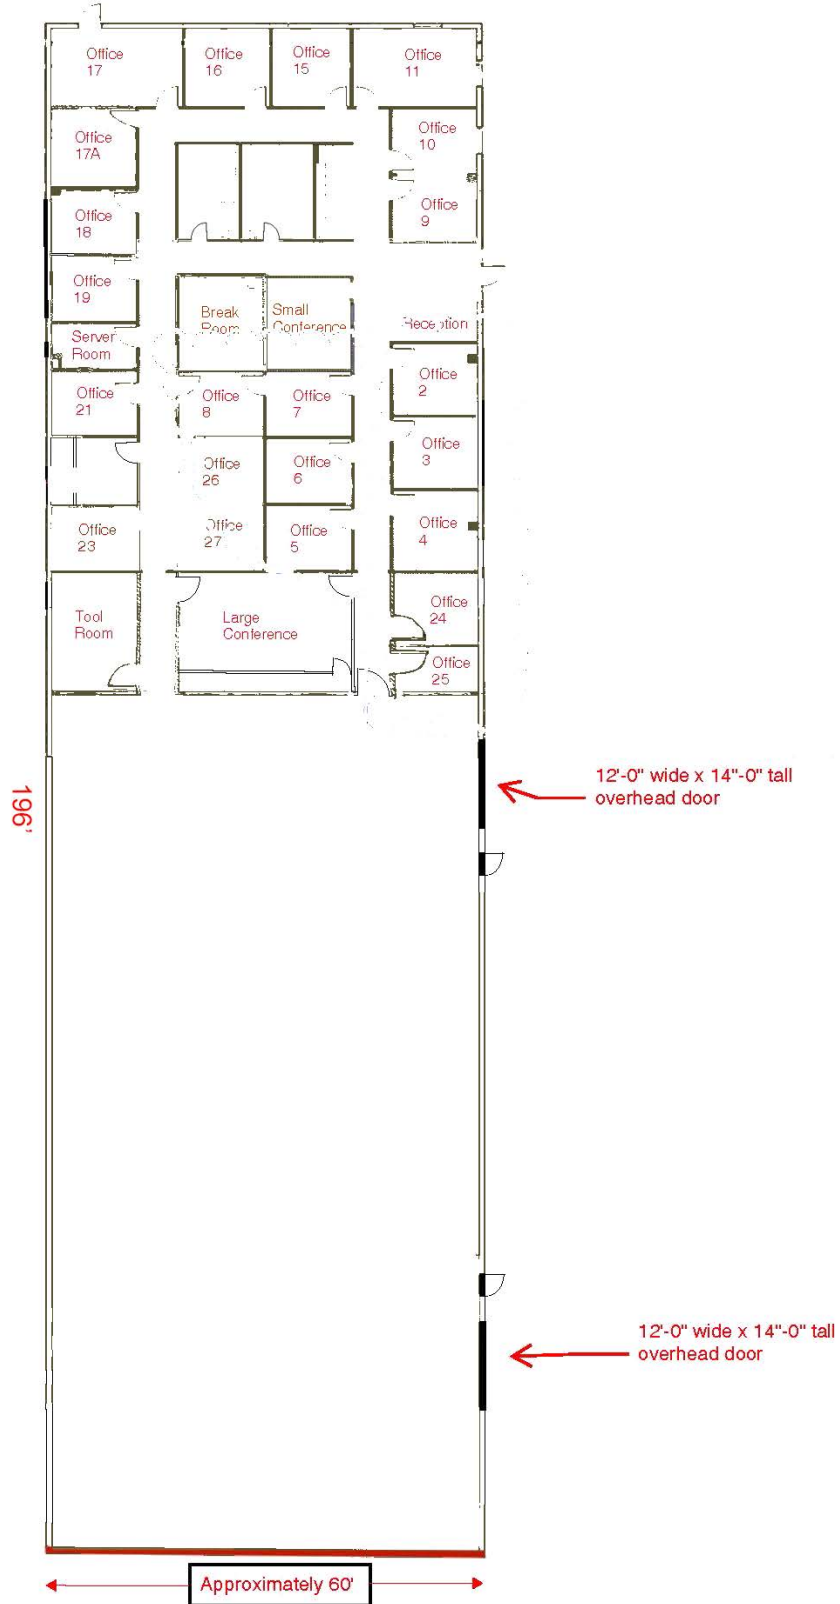 Office
17
Office
16
Office
15
Office
11
Office
17A
Office
10
Office
18
Office
9
Office
19
Break
Room
Small
Conference
Reception
Server
Room
Office
2
Office
21
Office
8
Office
7
Office
3
Office
26
Office
6
Office
23
Office
27
Office
5
Office
4
Tool
Room
Large
Conference
Office
24
Office
25
196'
12'-0" wide x 14"-0" tall
overhead door
12'-0" wide x 14"-0" tall
overhead door
Approximately 60'